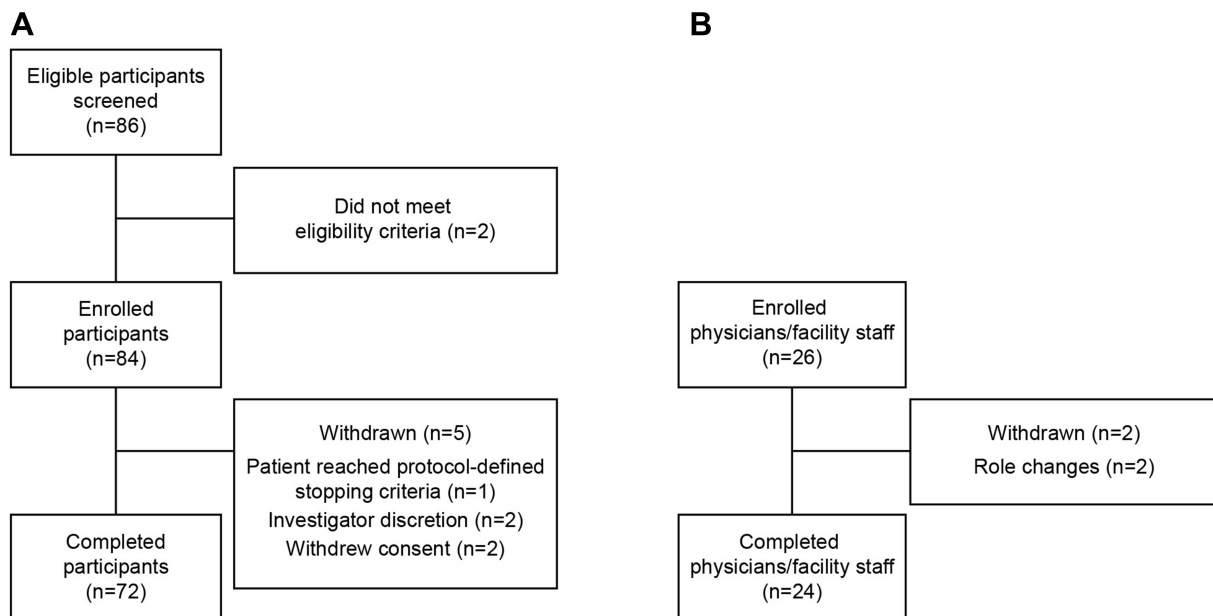 A
Eligible participants
screened
(n=86)
Did not meet
eligibility criteria (n=2)
Enrolled
participants
(n=84)
Withdrawn (n=5)
Patient reached protocol-defined
stopping criteria (n=1)
Investigator discretion (n=2)
Withdrew consent (n=2)
Completed
participants
(n=72)
B
Enrolled
physicians/facility staff
(n=26)
Withdrawn (n=2)
Role changes (n=2)
Completed
physicians/facility staff
(n=24)